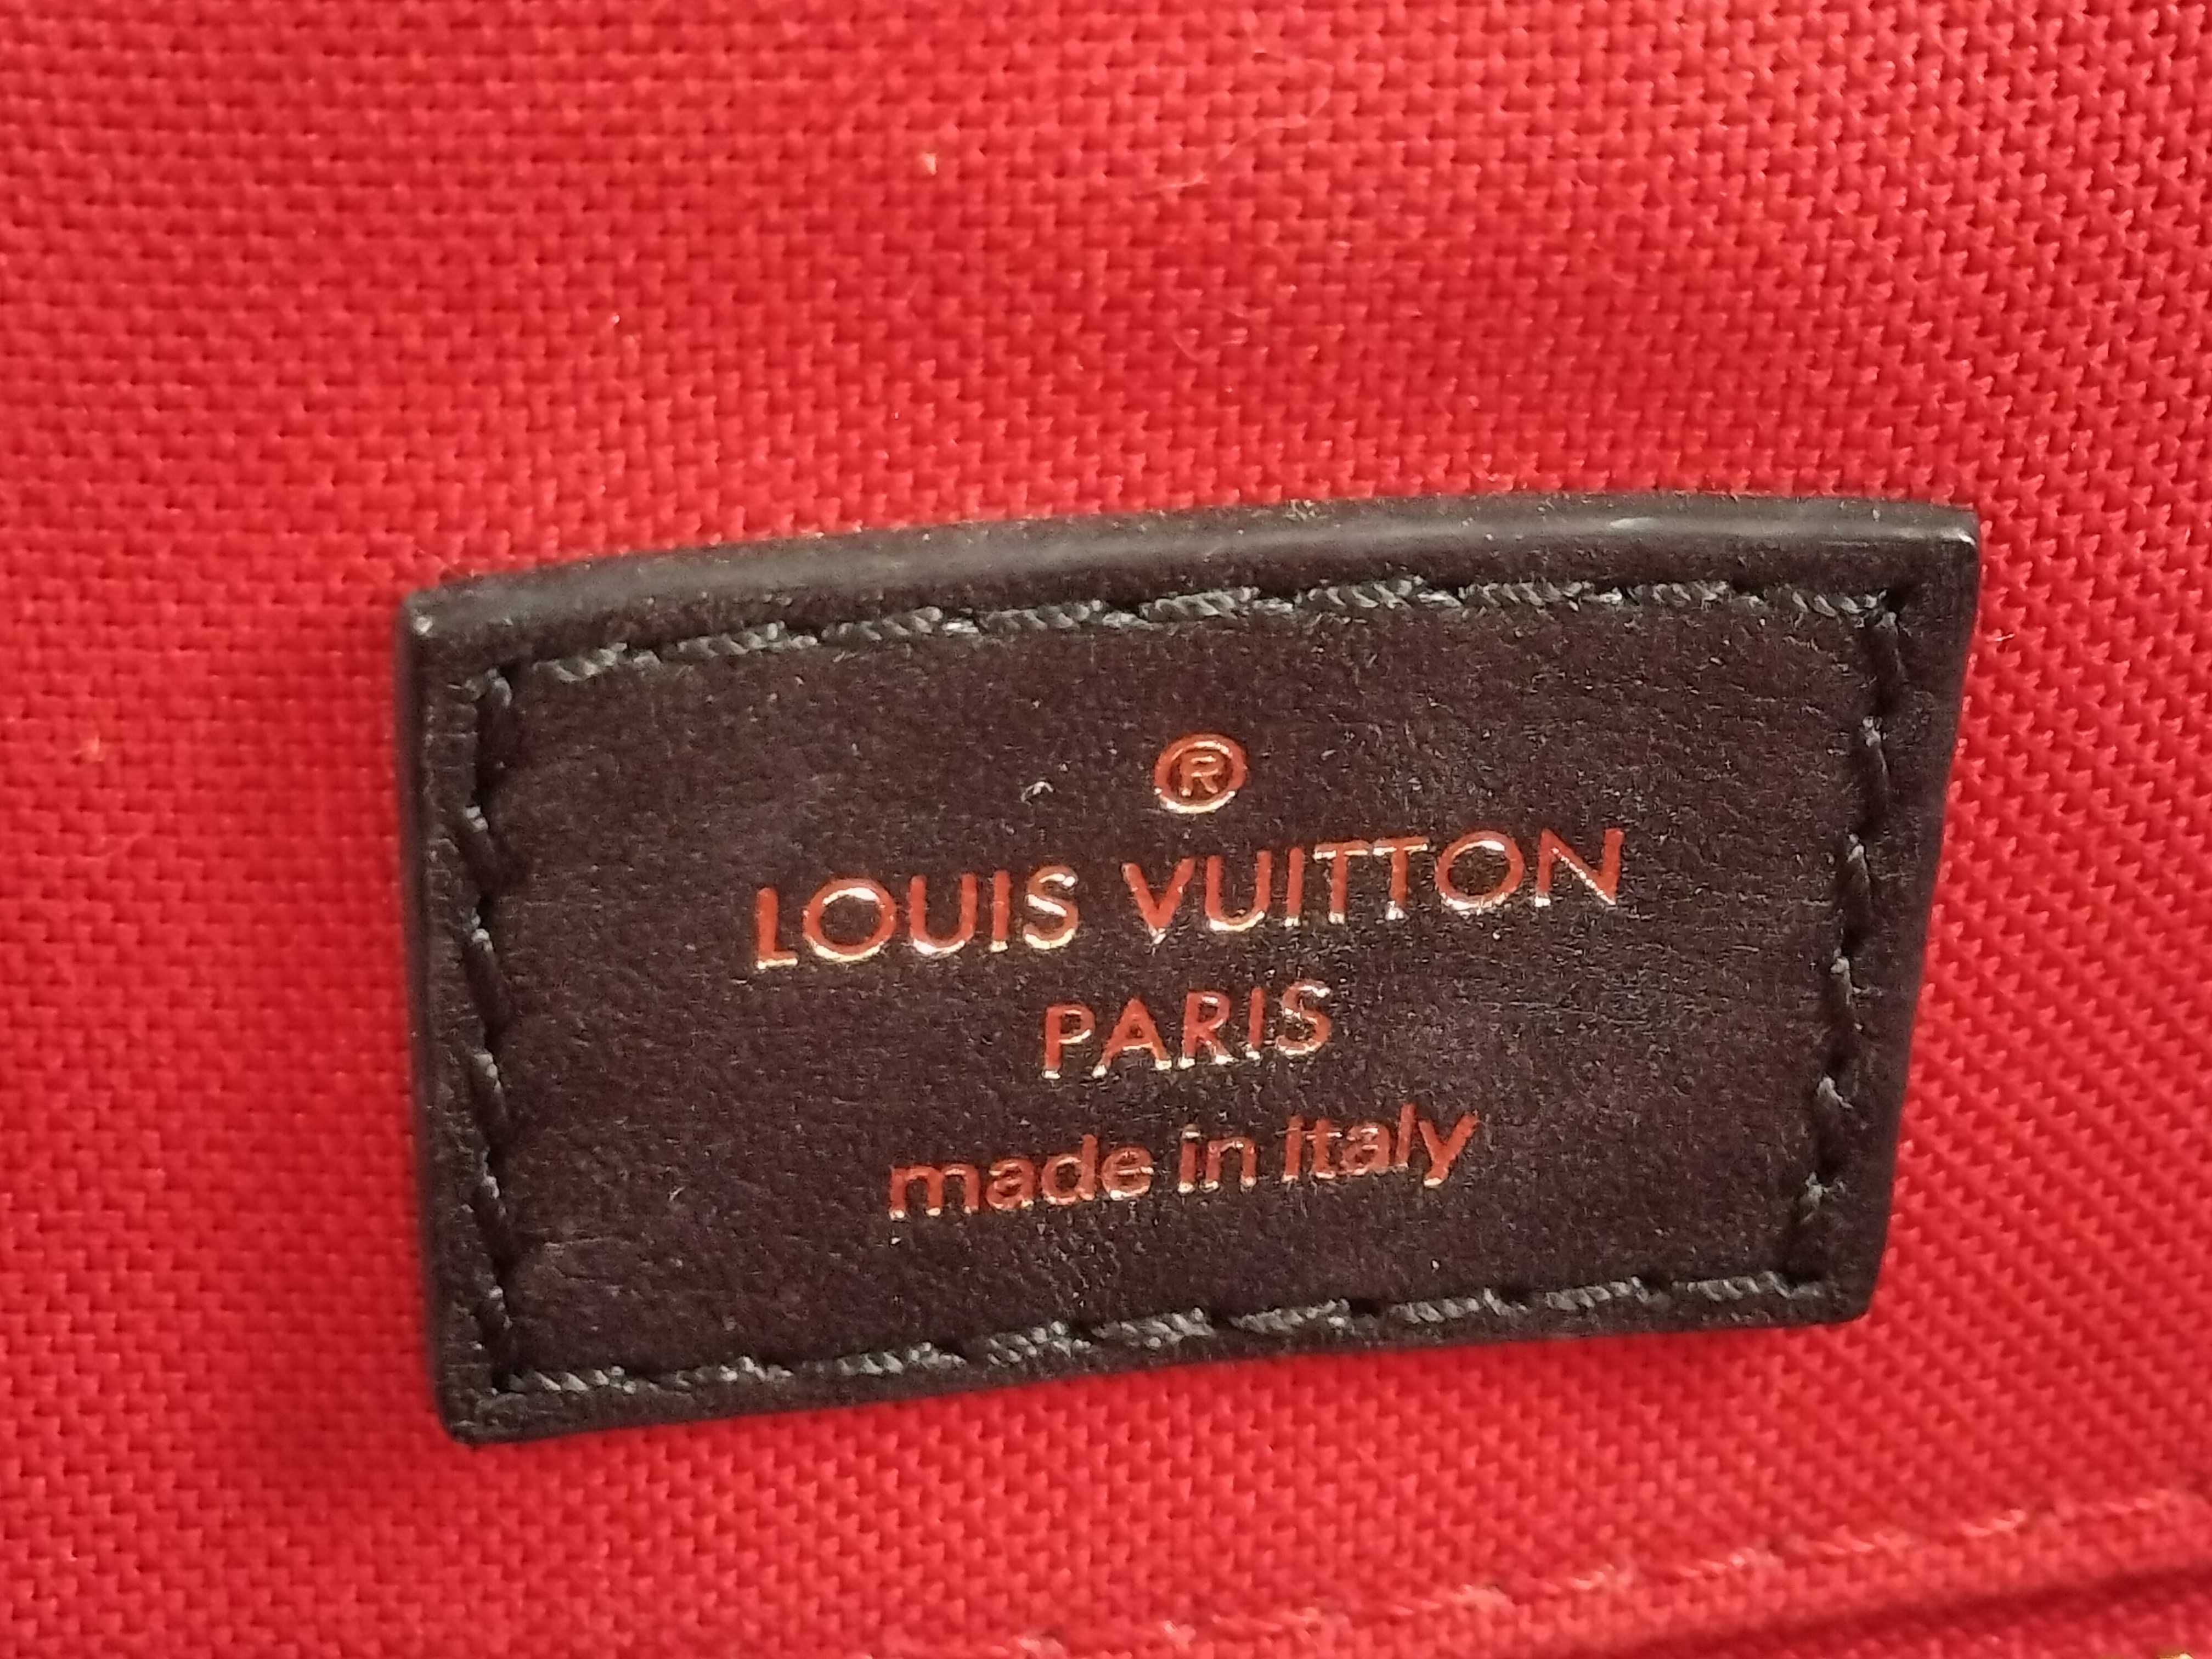 ®
LOUIS VUITTON
PARIS
made in italy